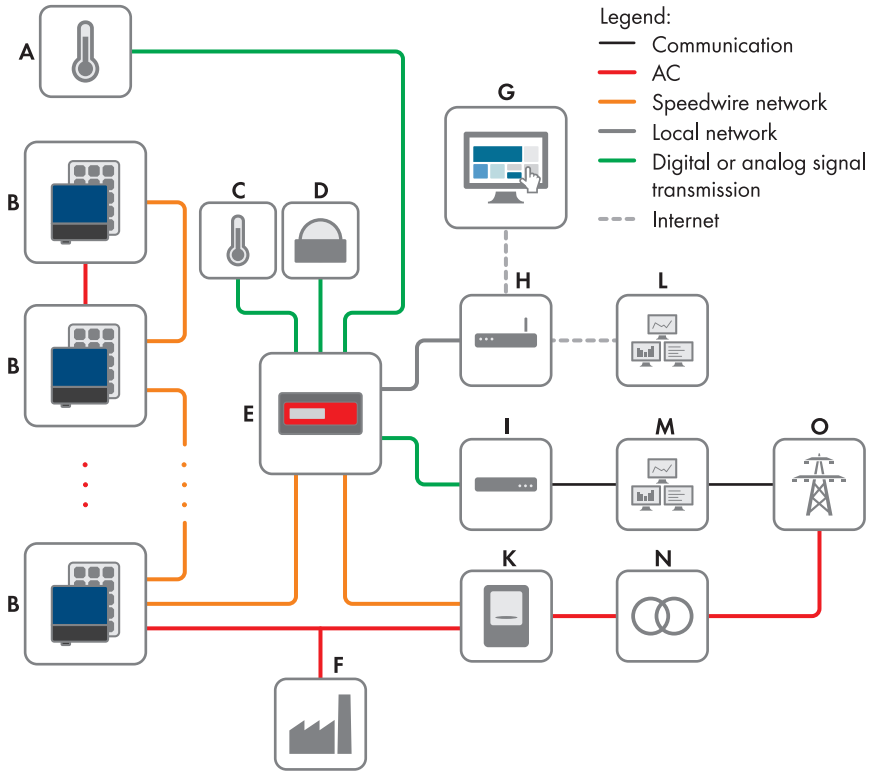 Legend:
Communication
AC
Speedwire network
Local network
Digital or analog signal
transmission
Internet
A
G
B
C
D
H
L
B
E
I
M
O
K
N
B
F